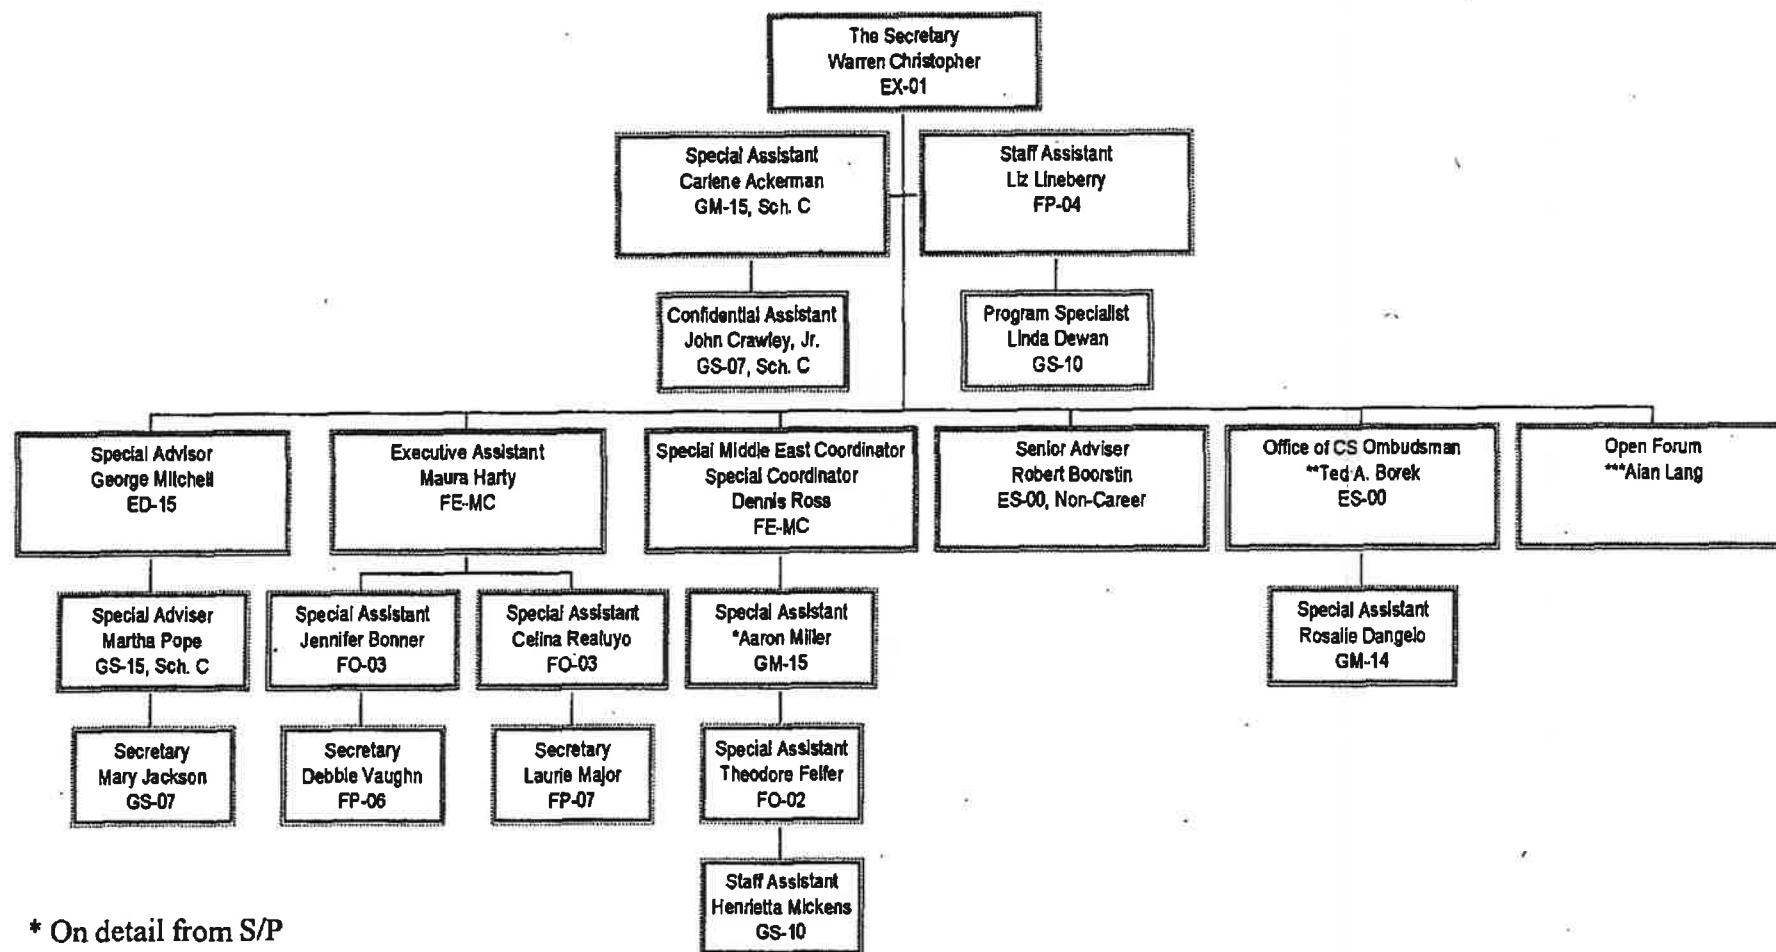 The Secretary
Warren Christopher
EX-01
Special Assistant
Carlene Ackerman
GM-15, Sch. C
Staff Assistant
Liz Lineberry
FP-04
Confidential Assistant
John Crawley, Jr.
GS-07, Sch. C
Program Specialist
Linda Dewan
GS-10
Special Advisor
George Mitchell
ED-15
Executive Assistant
Maura Harty
FE-MC
Special Middle East Coordinator
Special Coordinator
Dennis Ross
FE-MC
Senior Adviser
Robert Boorstin
ES-00, Non-Career
Office of CS Ombudsman
**Ted A. Borek
ES-00
Open Forum
***Alan Lang
Special Adviser
Martha Pope
GS-15, Sch. C
Special Assistant
Jennifer Bonner
FO-03
Special Assistant
Celina Realuyo
FO-03
Special Assistant
*Aaron Miller
GM-15
Special Assistant
Rosalie Dangelo
GM-14
Secretary
Mary Jackson
GS-07
Secretary
Debbie Vaughn
FP-06
Secretary
Laurie Major
FP-07
Special Assistant
Theodore Feifer
FO-02
Staff Assistant
Henrietta Mickens
GS-10
* On detail from S/P